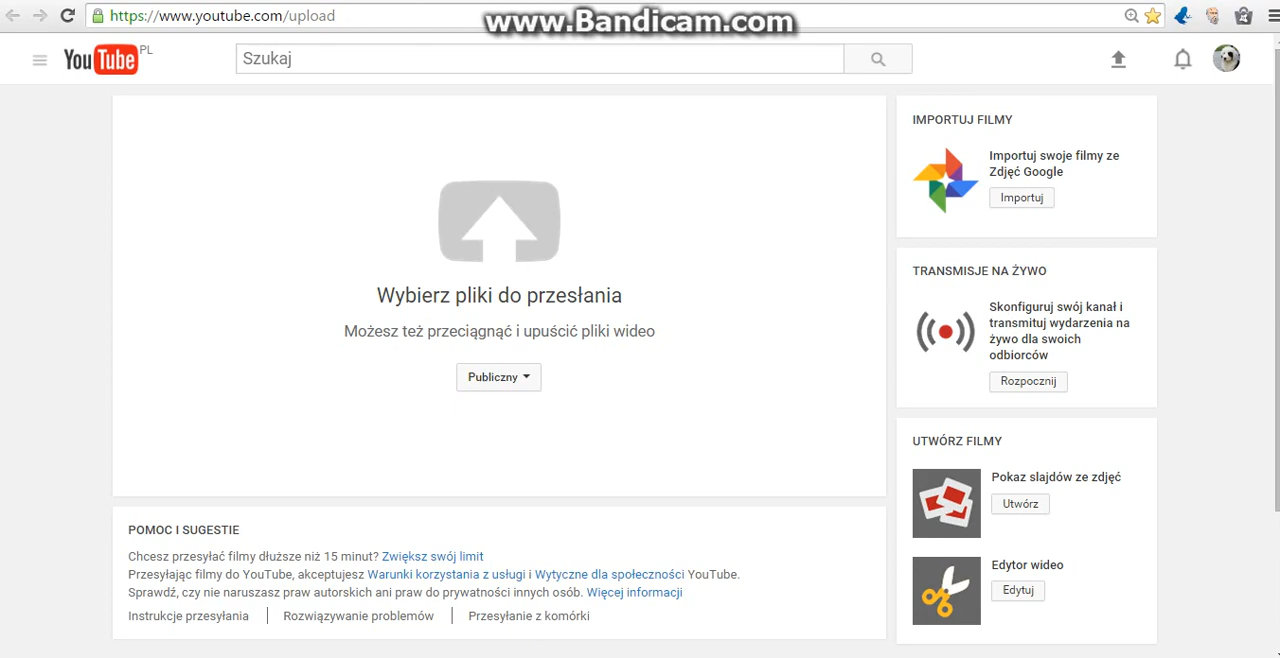 https://www.youtube.com/upload
www.Bandicam.com
YouTube PL
Szukaj
Wybierz pliki do przesłania
Możesz też przeciągnąć i upuścić pliki wideo
Publiczny
POMOC I SUGESTIE
Chcesz przesyłać filmy dłuższe niż 15 minut? Zwiększ swój limit
Przesyłając filmy do YouTube, akceptujesz Warunki korzystania z usługi i Wytyczne dla społeczności YouTube.
Sprawdź, czy nie naruszasz praw autorskich ani praw do prywatności innych osób. Więcej informacji
Instrukcje przesyłania
Rozwiązywanie problemów
Przesyłanie z komórki
IMPORTUJ FILMY
Importuj swoje filmy ze
Zdjęć Google
Importuj
TRANSMISJE NA ŻYWO
Skonfiguruj swój kanał i
transmituj wydarzenia na
żywo dla swoich
odbiorców
Rozpocznij
UTWÓRZ FILMY
Pokaz slajdów ze zdjęć
Utwórz
Edytor wideo
Edytuj